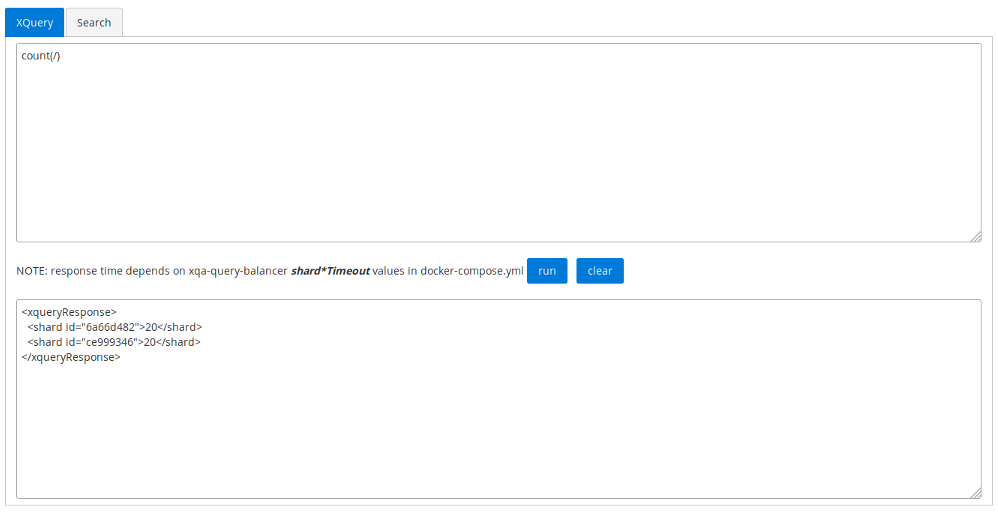 XQuery Search
count(/)
NOTE: response time depends on xqa-query-balancer shard*Timeout values in docker-compose.yml run clear
<xqueryResponse>
  <shard id="6a66d482">20</shard>
  <shard id="ce999346">20</shard>
</xqueryResponse>